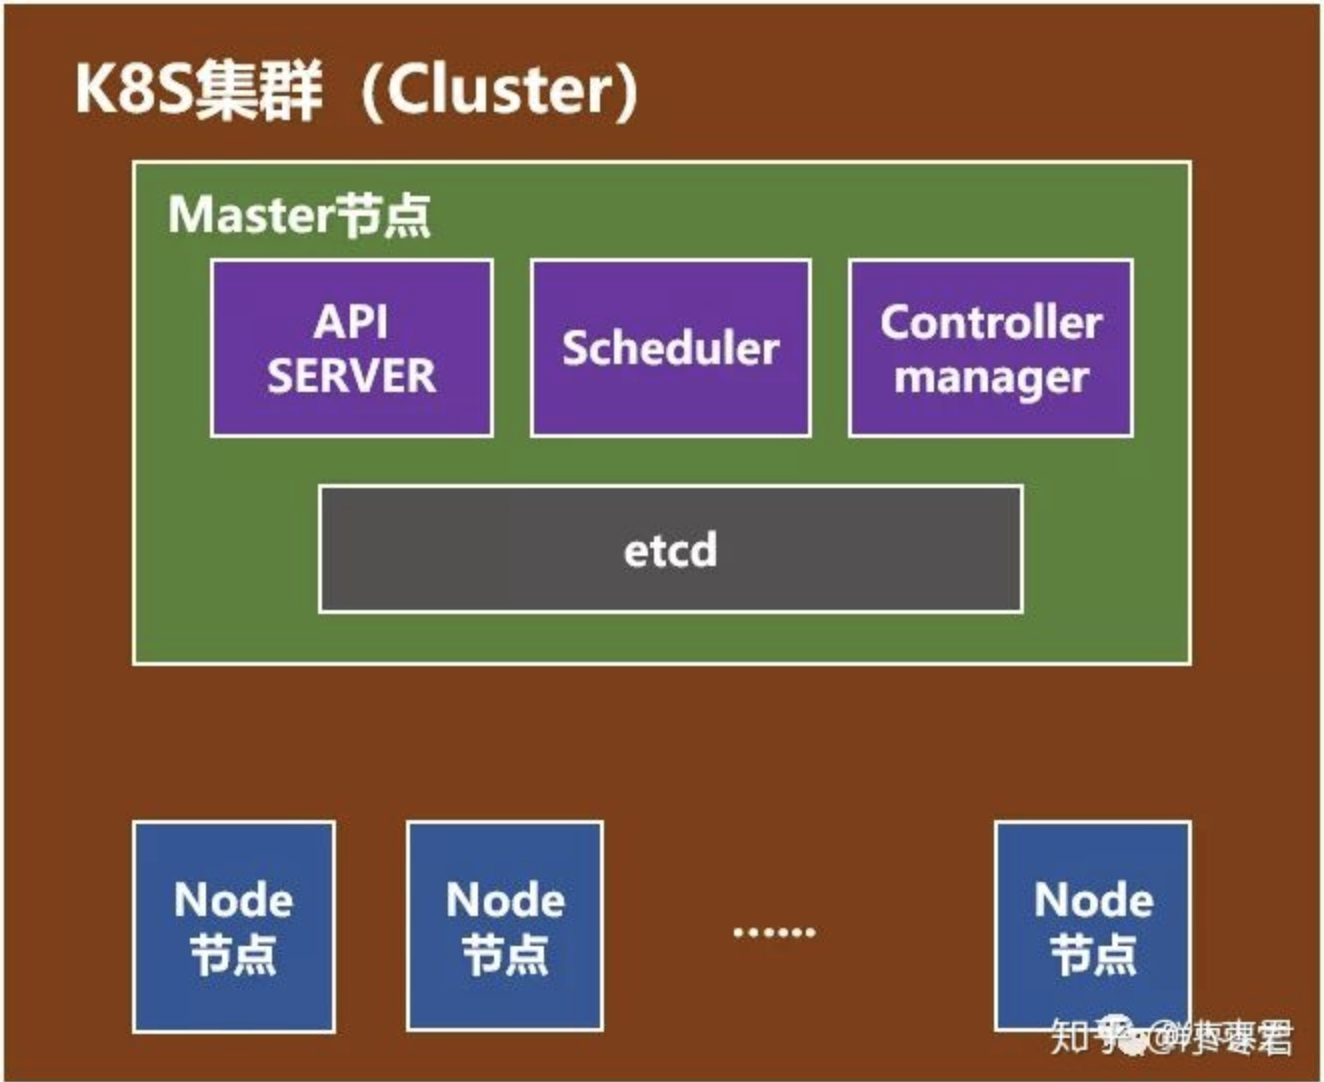 K8S集群（Cluster）
Master节点
API
SERVER
Scheduler
Controller
manager
etcd
Node
节点
Node
节点
······
Node
节点
知乎